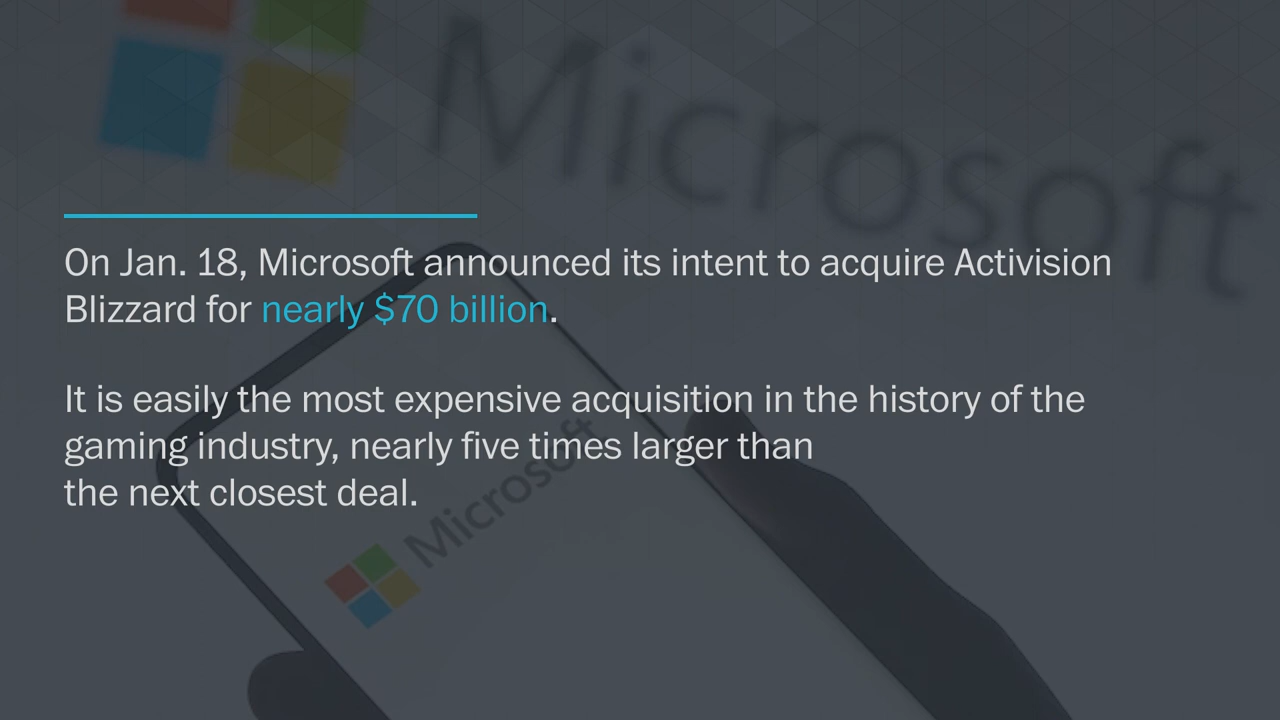 Microsoft
On Jan. 18, Microsoft announced its intent to acquire Activision
Blizzard for nearly $70 billion.
It is easily the most expensive acquisition in the history of the
gaming industry, nearly five times larger than
the next closest deal.
Microsoft